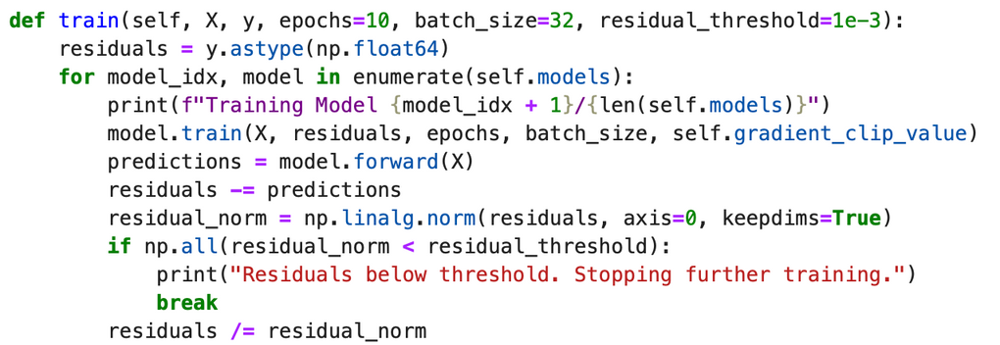 def train(self, X, y, epochs=10, batch_size=32, residual_threshold=1e-3):
    residuals = y.astype(np.float64)
    for model_idx, model in enumerate(self.models):
        print(f"Training Model {model_idx + 1}/{len(self.models)}")
        model.train(X, residuals, epochs, batch_size, self.gradient_clip_value)
        predictions = model.forward(X)
        residuals -= predictions
        residual_norm = np.linalg.norm(residuals, axis=0, keepdims=True)
        if np.all(residual_norm < residual_threshold):
            print("Residuals below threshold. Stopping further training.")
            break
        residuals /= residual_norm